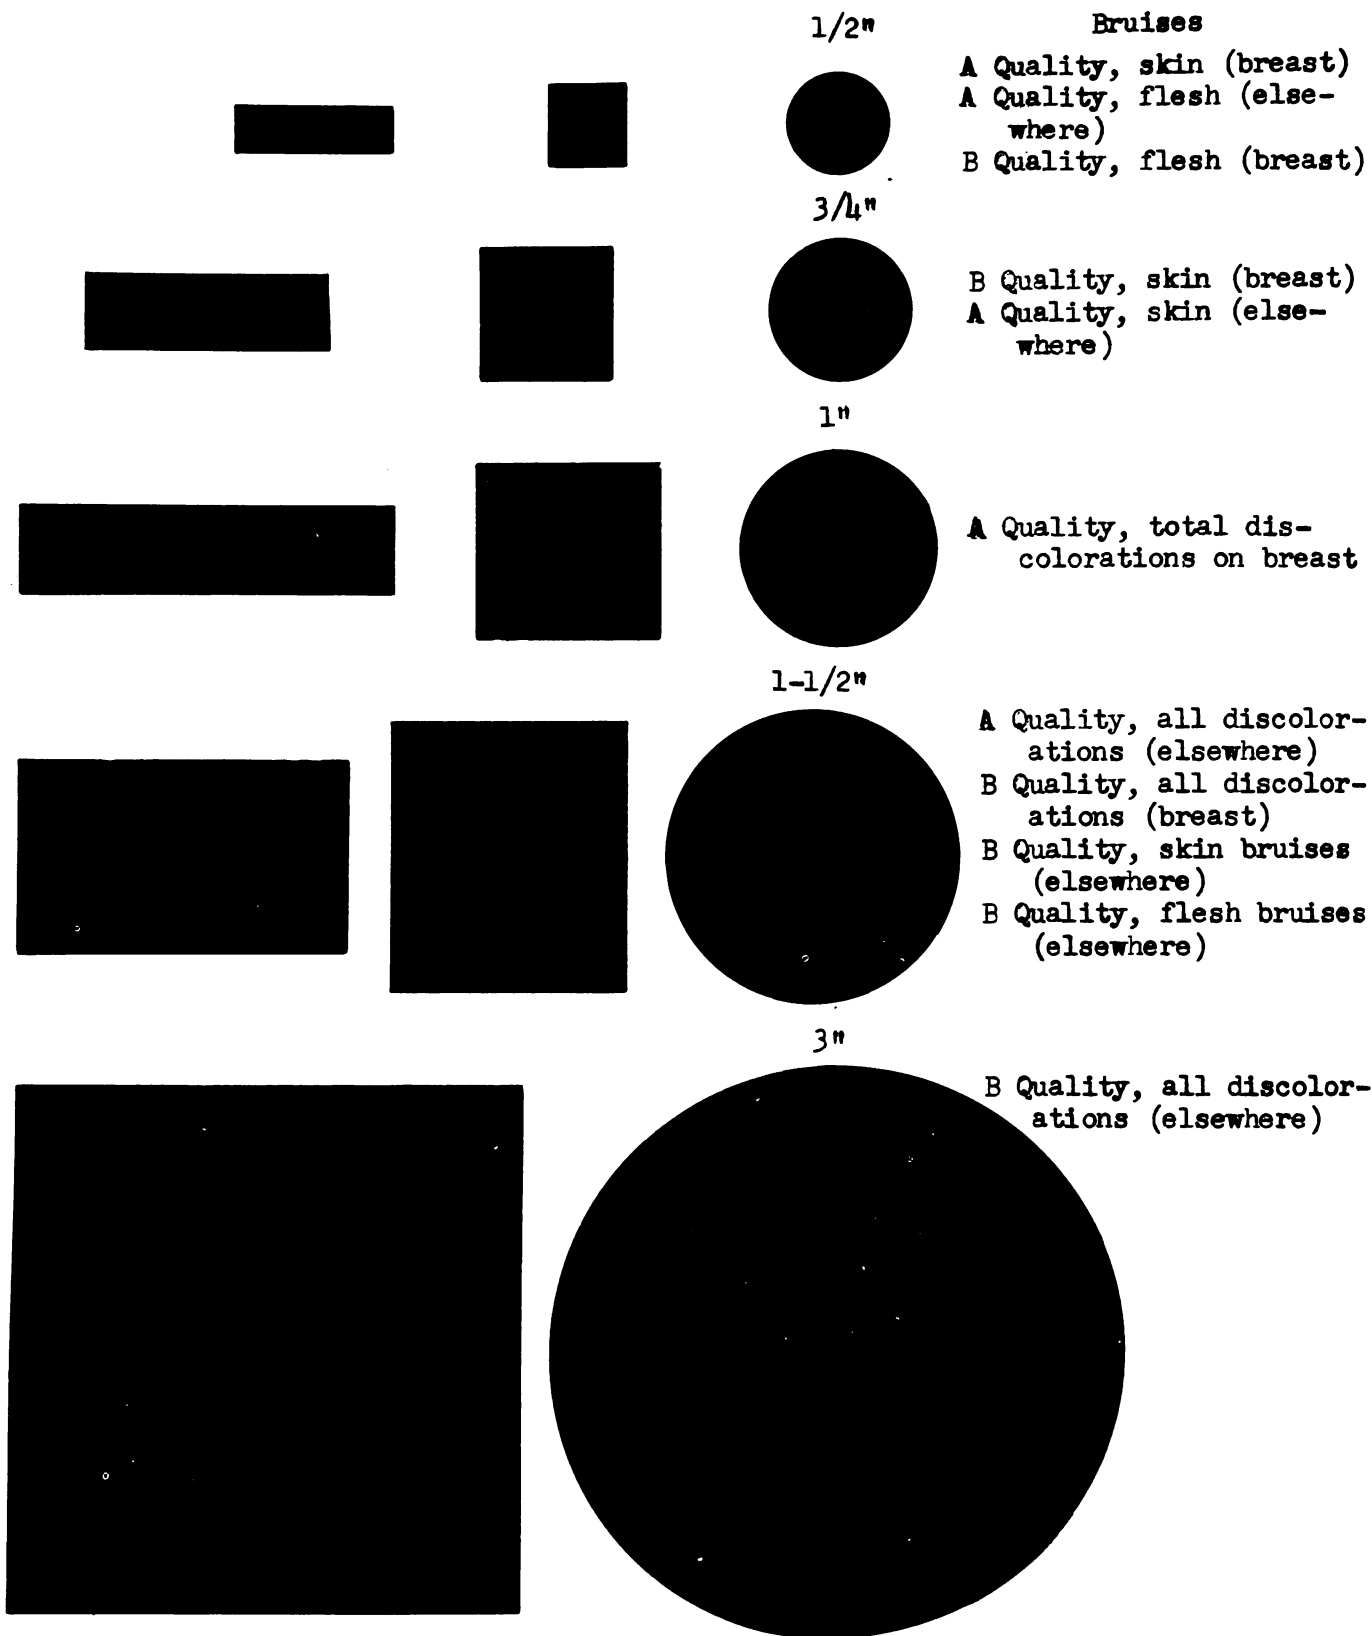 1/2"
Bruises
A Quality, skin (breast)
A Quality, flesh (else-
where)
B Quality, flesh (breast)
3/4"
B Quality, skin (breast)
A Quality, skin (else-
where)
1"
A Quality, total dis-
colorations on breast
1-1/2"
A Quality, all discolor-
ations (elsewhere)
B Quality, all discolor-
ations (breast)
B Quality, skin bruises
(elsewhere)
B Quality, flesh bruises
(elsewhere)
3"
B Quality, all discolor-
ations (elsewhere)